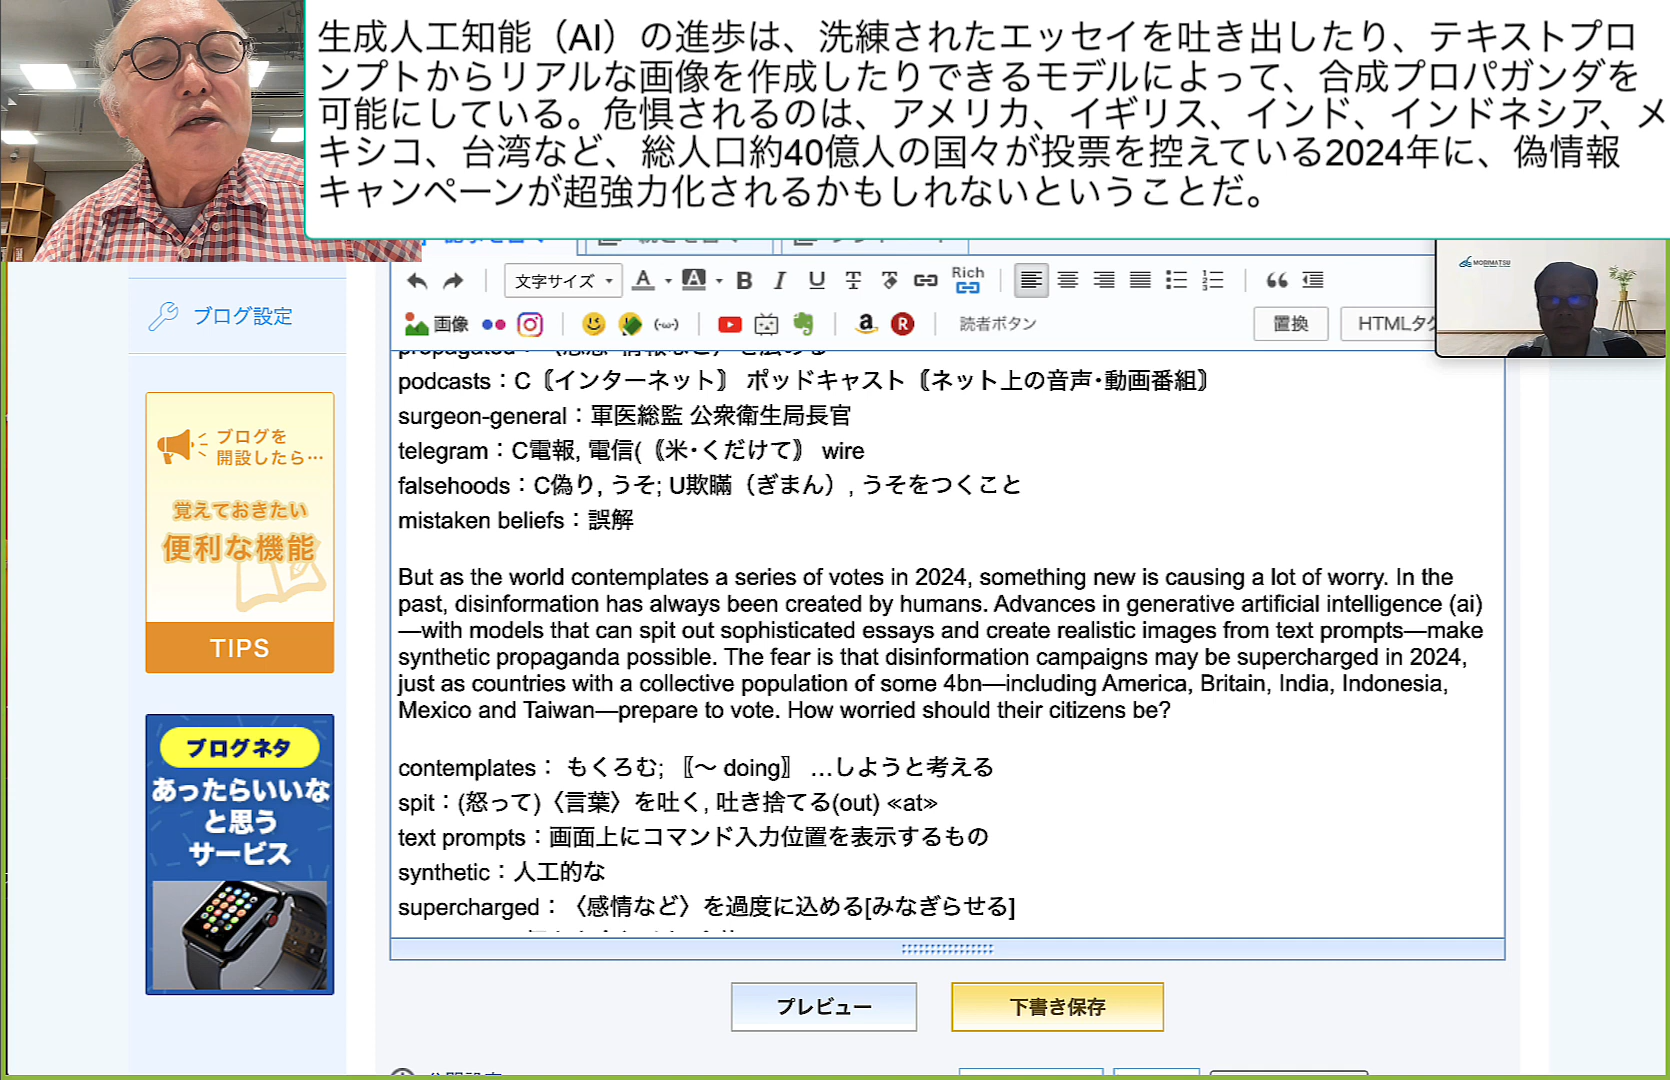 生成人工知能（AI）の進歩は、洗練されたエッセイを吐き出したり、テキストプロ
ンプトからリアルな画像を作成したりできるモデルによって、合成プロパガンダを
可能にしている。危惧されるのは、アメリカ、イギリス、インド、インドネシア、メ
キシコ、台湾など、総人口約40億人の国々が投票を控えている2024年に、偽情報
キャンペーンが超強力化されるかもしれないということだ。
MORIMATSU
文字サイズ
Rich
画像
読者ボタン
置換
HTMLタグ
ブログ設定
ブログを
開設したら…
覚えておきたい
便利な機能
TIPS
ブログネタ
あったらいいな
と思う
サービス
propagated：〈思想・情報など〉を広める
podcasts：C〘インターネット〙 ポッドキャスト〘ネット上の音声･動画番組〙
surgeon-general：軍医総監 公衆衛生局長官
telegram：C電報, 電信(〘米･くだけて〙 wire
falsehoods：C偽り, うそ; U欺瞞（ぎまん）, うそをつくこと
mistaken beliefs：誤解
But as the world contemplates a series of votes in 2024, something new is causing a lot of worry. In the
past, disinformation has always been created by humans. Advances in generative artificial intelligence (ai)
—with models that can spit out sophisticated essays and create realistic images from text prompts—make
synthetic propaganda possible. The fear is that disinformation campaigns may be supercharged in 2024,
just as countries with a collective population of some 4bn—including America, Britain, India, Indonesia,
Mexico and Taiwan—prepare to vote. How worried should their citizens be?
contemplates： もくろむ; 〘～ doing〙 …しようと考える
spit：(怒って)〈言葉〉を吐く, 吐き捨てる(out) ≪at≫
text prompts：画面上にコマンド入力位置を表示するもの
synthetic：人工的な
supercharged：〈感情など〉を過度に込める[みなぎらせる]
プレビュー
下書き保存